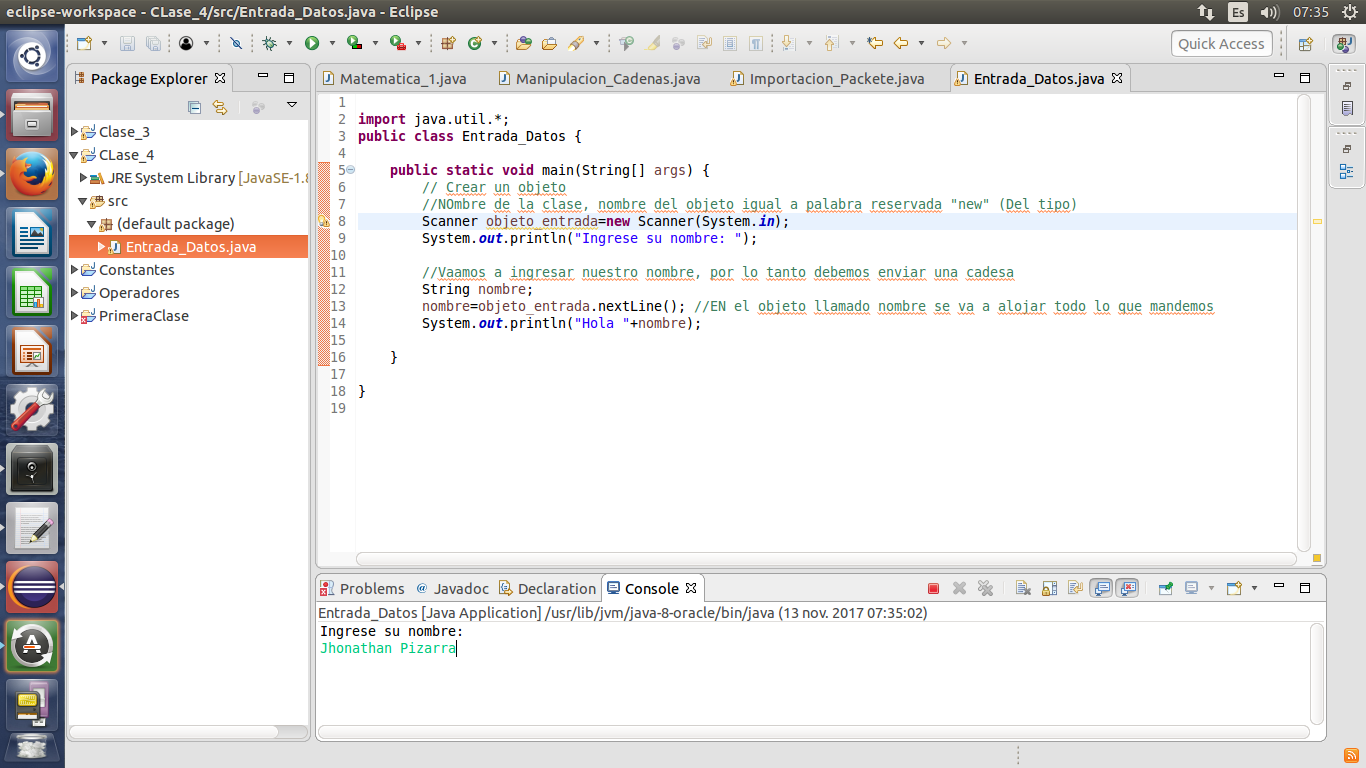 eclipse-workspace - CLase_4/src/Entrada_Datos.java - Eclipse
Es
07:35
Quick Access
Package Explorer
Matematica_1.java
Manipulacion_Cadenas.java
Importacion_Packete.java
Entrada_Datos.java
Clase_3
CLase_4
JRE System Library [JavaSE-1.8
src
(default package)
Entrada_Datos.java
Constantes
Operadores
PrimeraClase
1
2 import java.util.*;
3 public class Entrada_Datos {
4
5 public static void main(String[] args) {
6 // Crear un objeto
7 //NOmbre de la clase, nombre del objeto igual a palabra reservada "new" (Del tipo)
8 Scanner objeto_entrada=new Scanner(System.in);
9 System.out.println("Ingrese su nombre: ");
10
11 //Vaamos a ingresar nuestro nombre, por lo tanto debemos enviar una cadesa
12 String nombre;
13 nombre=objeto_entrada.nextLine(); //EN el objeto llamado nombre se va a alojar todo lo que mandemos
14 System.out.println("Hola "+nombre);
15
16 }
17
18 }
19
Problems
Javadoc
Declaration
Console
Entrada_Datos [Java Application] /usr/lib/jvm/java-8-oracle/bin/java (13 nov. 2017 07:35:02)
Ingrese su nombre:
Jhonathan Pizarra